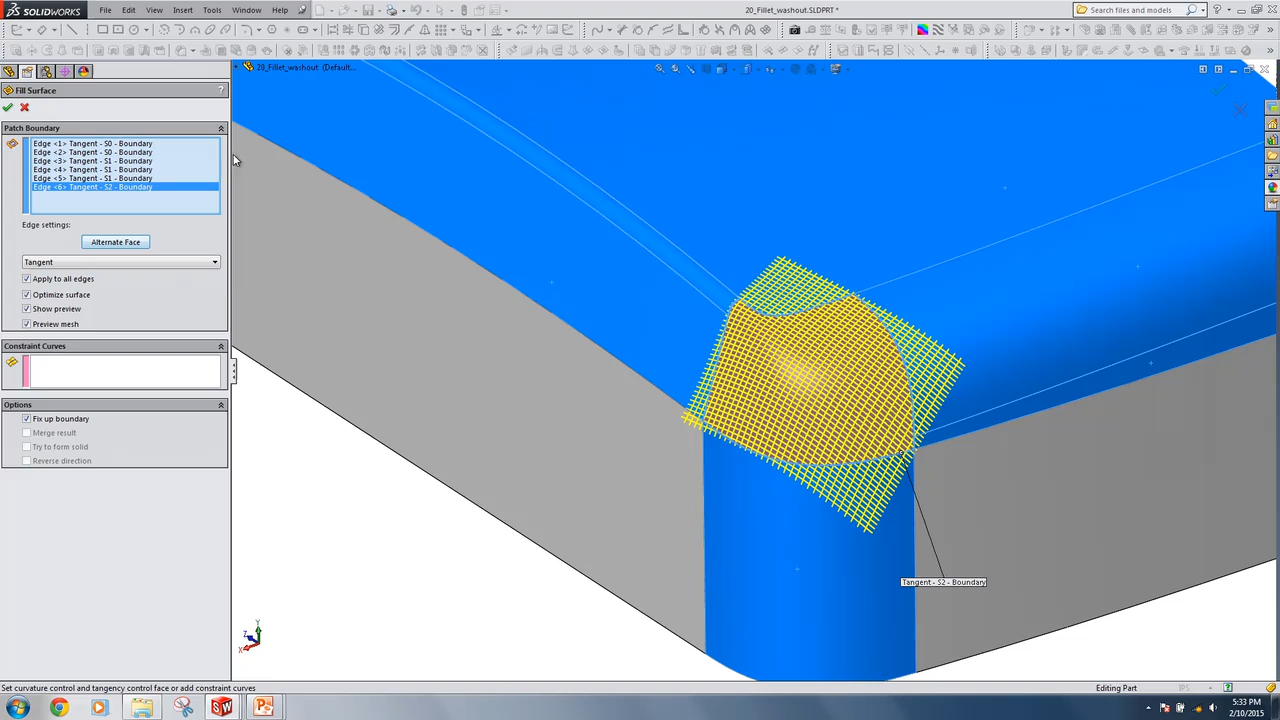 SOLIDWORKS File Edit View Insert Tools Window Help 20_Fillet_washout.SLDPRT * Search files and models
20_Fillet_washout (Default...
Fill Surface ?
Patch Boundary
Edge <1> Tangent - S0 - Boundary
Edge <2> Tangent - S0 - Boundary
Edge <3> Tangent - S1 - Boundary
Edge <4> Tangent - S1 - Boundary
Edge <5> Tangent - S1 - Boundary
Edge <6> Tangent - S2 - Boundary
Edge settings:
Alternate Face
Tangent
Apply to all edges
Optimize surface
Show preview
Preview mesh
Constraint Curves
Options
Fix up boundary
Merge result
Try to form solid
Reverse direction
Tangent - S2 - Boundary
Y
Z
X
Set curvature control and tangency control face or add constraint curves Editing Part IPS
5:33 PM
2/10/2015